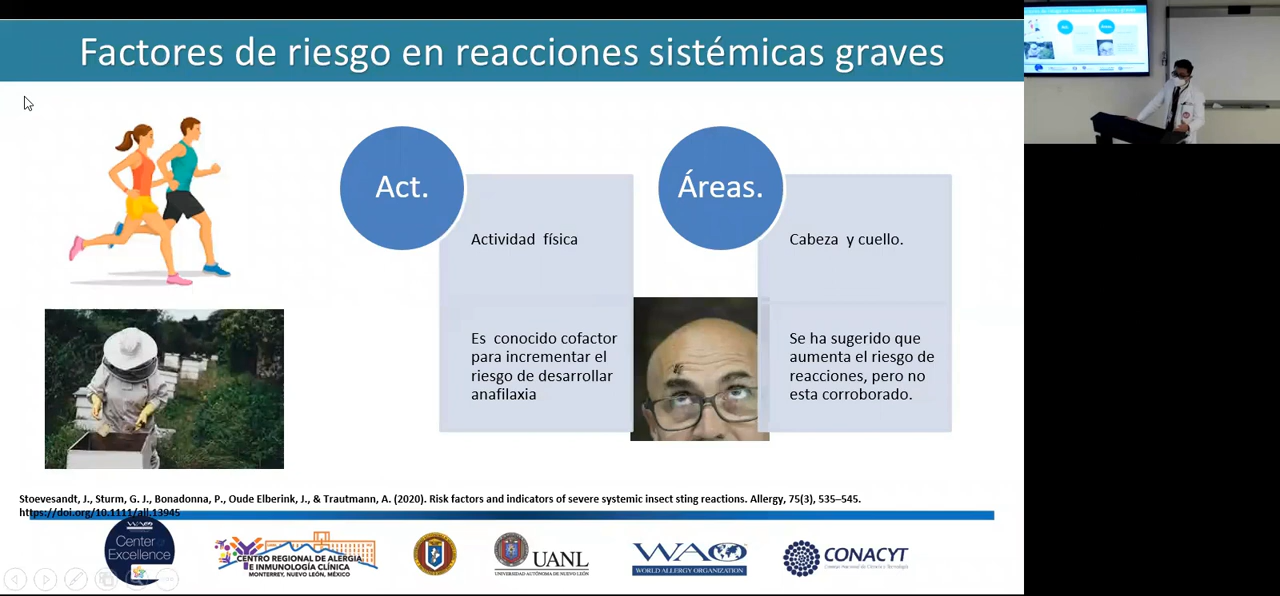 Factores de riesgo en reacciones sistémicas graves
Act.
Actividad física
Es conocido cofactor
para incrementar el
riesgo de desarrollar
anafilaxia
Áreas.
Cabeza y cuello.
Se ha sugerido que
aumenta el riesgo de
reacciones, pero no
esta corroborado.
Stoevesandt, J., Sturm, G. J., Bonadonna, P., Oude Elberink, J., & Trautmann, A. (2020). Risk factors and indicators of severe systemic insect sting reactions. Allergy, 75(3), 535–545.
https://doi.org/10.1111/all.13945
WAO
Center of
Excellence
CENTRO REGIONAL DE ALERGIA
E INMUNOLOGÍA CLÍNICA
MONTERREY, NUEVO LEÓN, MÉXICO
UANL
UNIVERSIDAD AUTÓNOMA DE NUEVO LEÓN
WAO
WORLD ALLERGY ORGANIZATION
CONACYT
Consejo Nacional de Ciencia y Tecnología